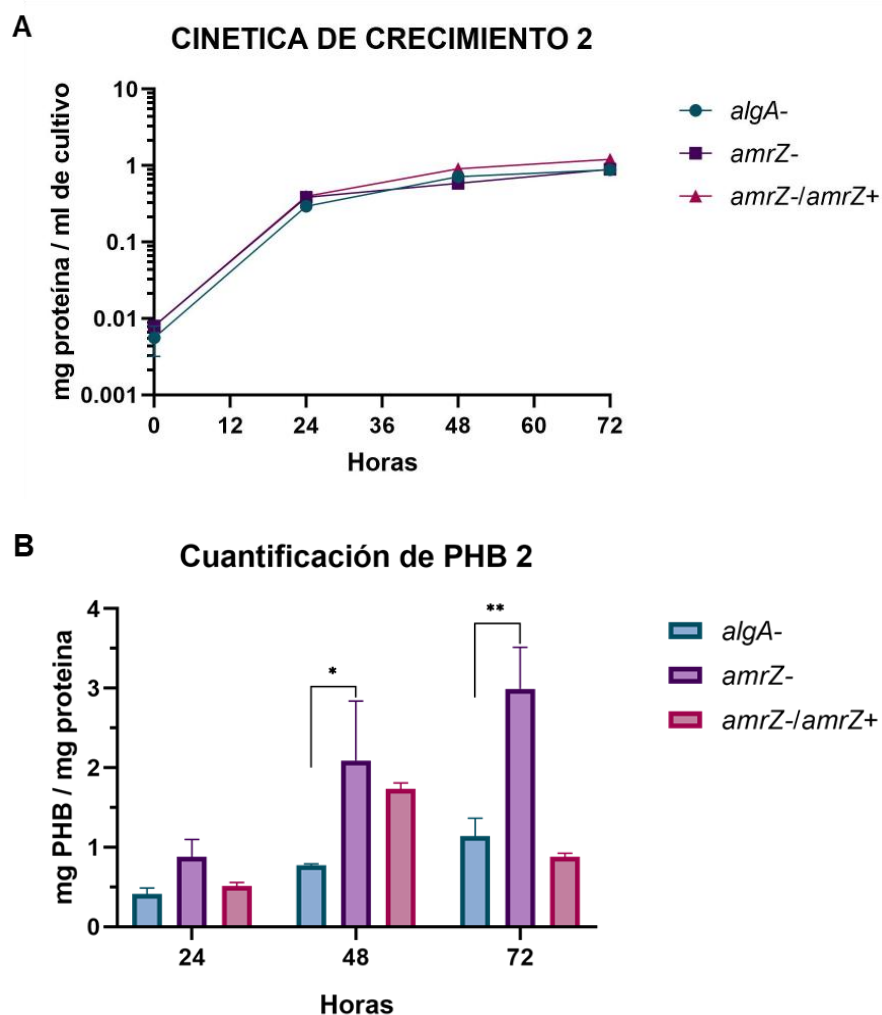 A
CINETICA DE CRECIMIENTO 2
mg proteína / ml de cultivo
10
1
0.1
0.01
0.001
0 12 24 36 48 60 72
Horas
algA-
amrZ-
amrZ-/amrZ+
B
Cuantificación de PHB 2
mg PHB / mg proteina
4
3
2
1
0
*
**
24 48 72
Horas
algA-
amrZ-
amrZ-/amrZ+